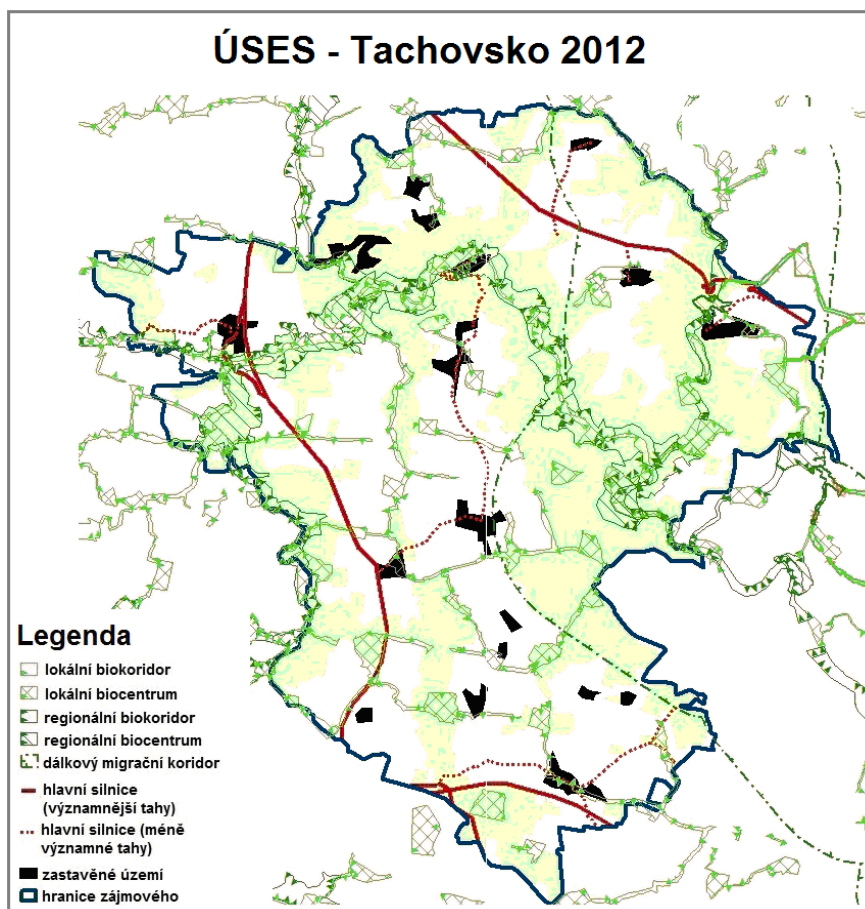 ÚSES - Tachovsko 2012
Legenda
lokální biokoridor
lokální biocentrum
regionální biokoridor
regionální biocentrum
dálkový migrační koridor
hlavní silnice
(významnější tahy)
hlavní silnice (méně
významné tahy)
zastavěné území
hranice zájmového